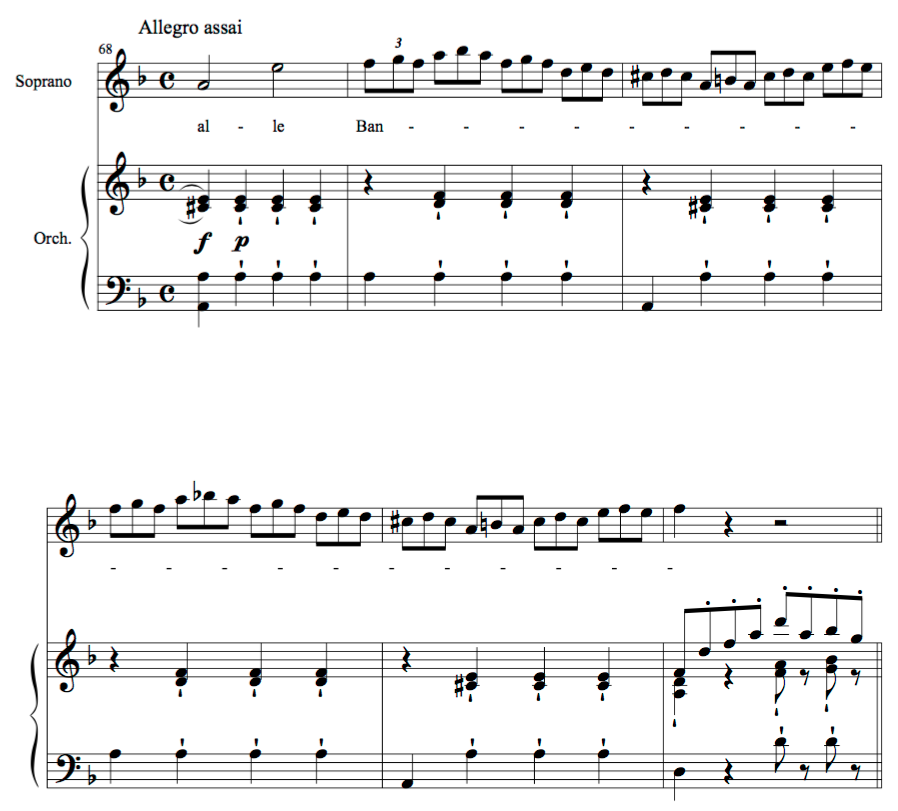 Allegro assai
68
3
Soprano
al - le Ban - - - - - - - - -
Orch.
f p
- - - - - - - - - - -